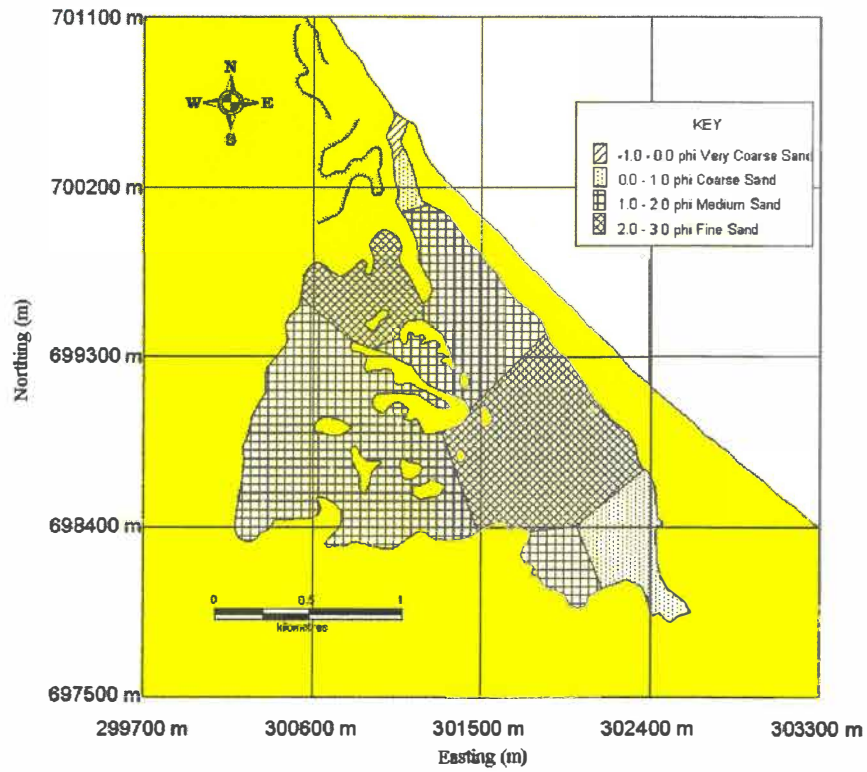 701100 m
N
W E
S
KEY
-1.0 - 0.0 phi Very Coarse Sand
0.0 - 1.0 phi Coarse Sand
1.0 - 2.0 phi Medium Sand
2.0 - 3.0 phi Fine Sand
700200 m
Northing (m)
699300 m
698400 m
0 0.5 1
kilometres
697500 m
299700 m 300600 m 301500 m 302400 m 303300 m
Easting (m)